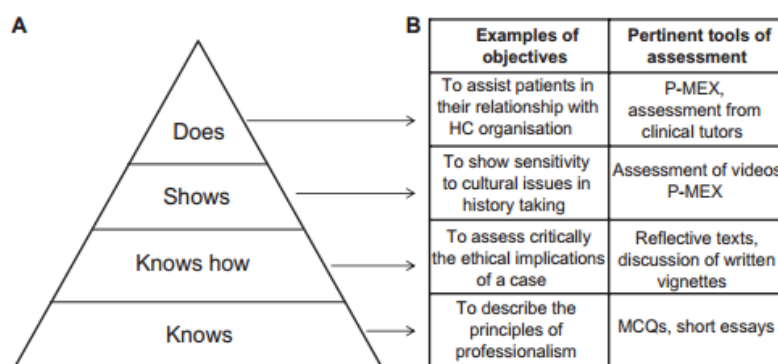 A
Does
Shows
Knows how
Knows
B
Examples of
objectives
Pertinent tools of
assessment
To assist patients in
their relationship with
HC organisation
P-MEX,
assessment from
clinical tutors
To show sensitivity
to cultural issues in
history taking
Assessment of videos
P-MEX
To assess critically
the ethical implications
of a case
Reflective texts,
discussion of written
vignettes
To describe the
principles of
professionalism
MCQs, short essays